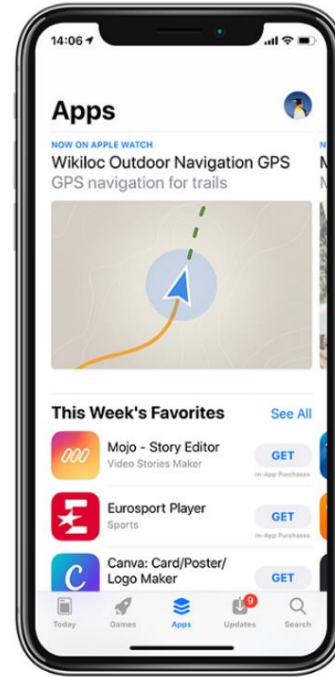 14:06
Apps
NOW ON APPLE WATCH
Wikiloc Outdoor Navigation GPS
GPS navigation for trails
This Week's Favorites
See All
Mojo - Story Editor
Video Stories Maker
GET
In-App Purchases
Eurosport Player
Sports
GET
In-App Purchases
C
Canva: Card/Poster/
Logo Maker
GET
Today
Games
Apps
9
Updates
Search